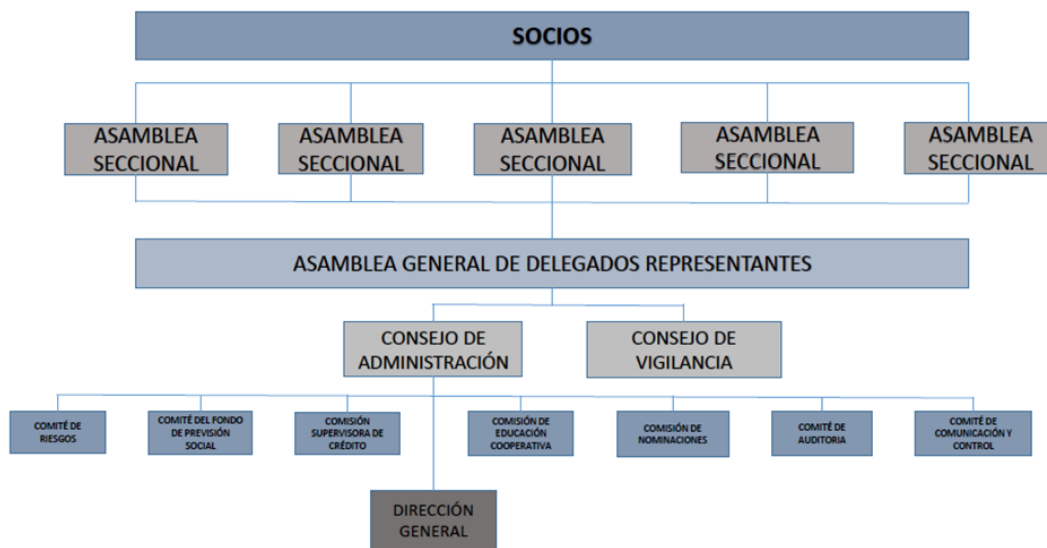 SOCIOS
ASAMBLEA
SECCIONAL
ASAMBLEA
SECCIONAL
ASAMBLEA
SECCIONAL
ASAMBLEA
SECCIONAL
ASAMBLEA
SECCIONAL
ASAMBLEA GENERAL DE DELEGADOS REPRESENTANTES
CONSEJO DE
ADMINISTRACIÓN
CONSEJO DE
VIGILANCIA
COMITÉ DE
RIESGOS
COMITÉ DEL FONDO
DE PREVISIÓN
SOCIAL
COMISIÓN
SUPERVISORA DE
CRÉDITO
COMISIÓN DE
EDUCACIÓN
COOPERATIVA
COMISIÓN DE
NOMINACIONES
COMITÉ DE
AUDITORIA
COMITÉ DE
COMUNICACIÓN Y
CONTROL
DIRECCIÓN
GENERAL